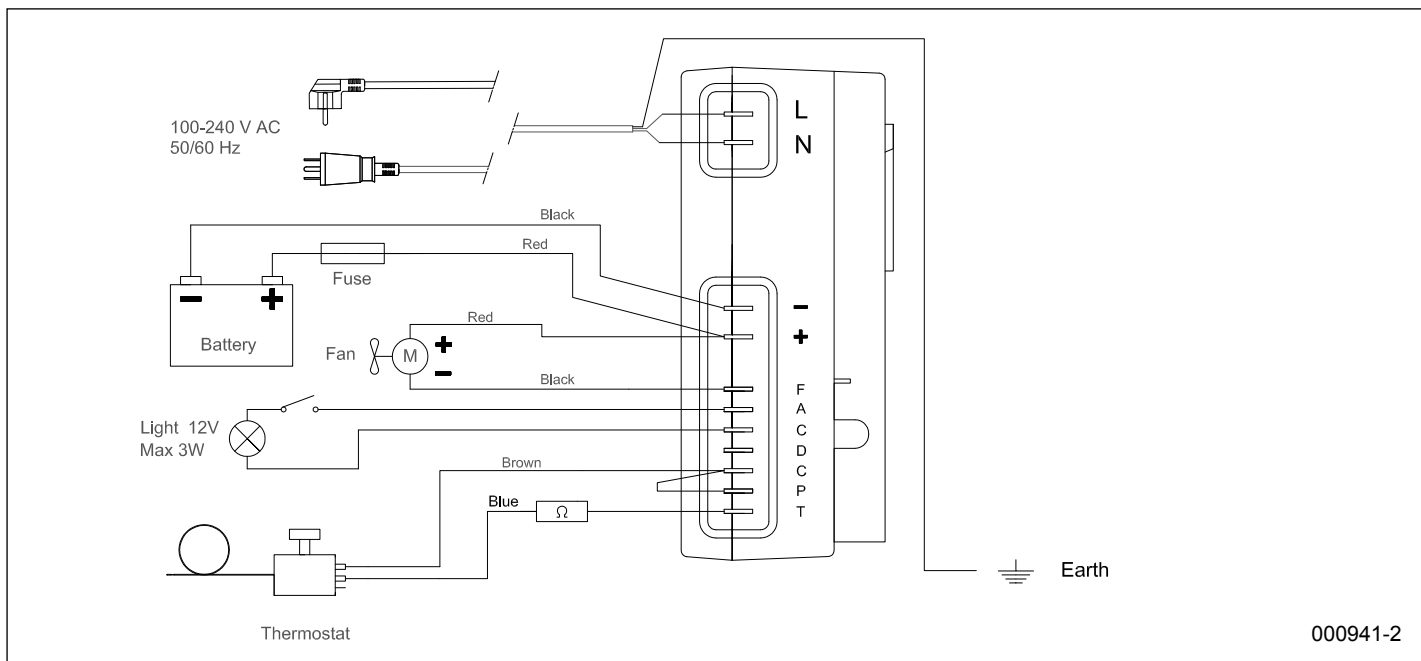 100-240 V AC
50/60 Hz
L
N
Black
Red
Fuse
Battery
-
+
-
+
Red
Fan
M
+
-
Black
F
A
C
D
C
P
T
Light 12V
Max 3W
Brown
Blue
Ω
Thermostat
Earth
000941-2